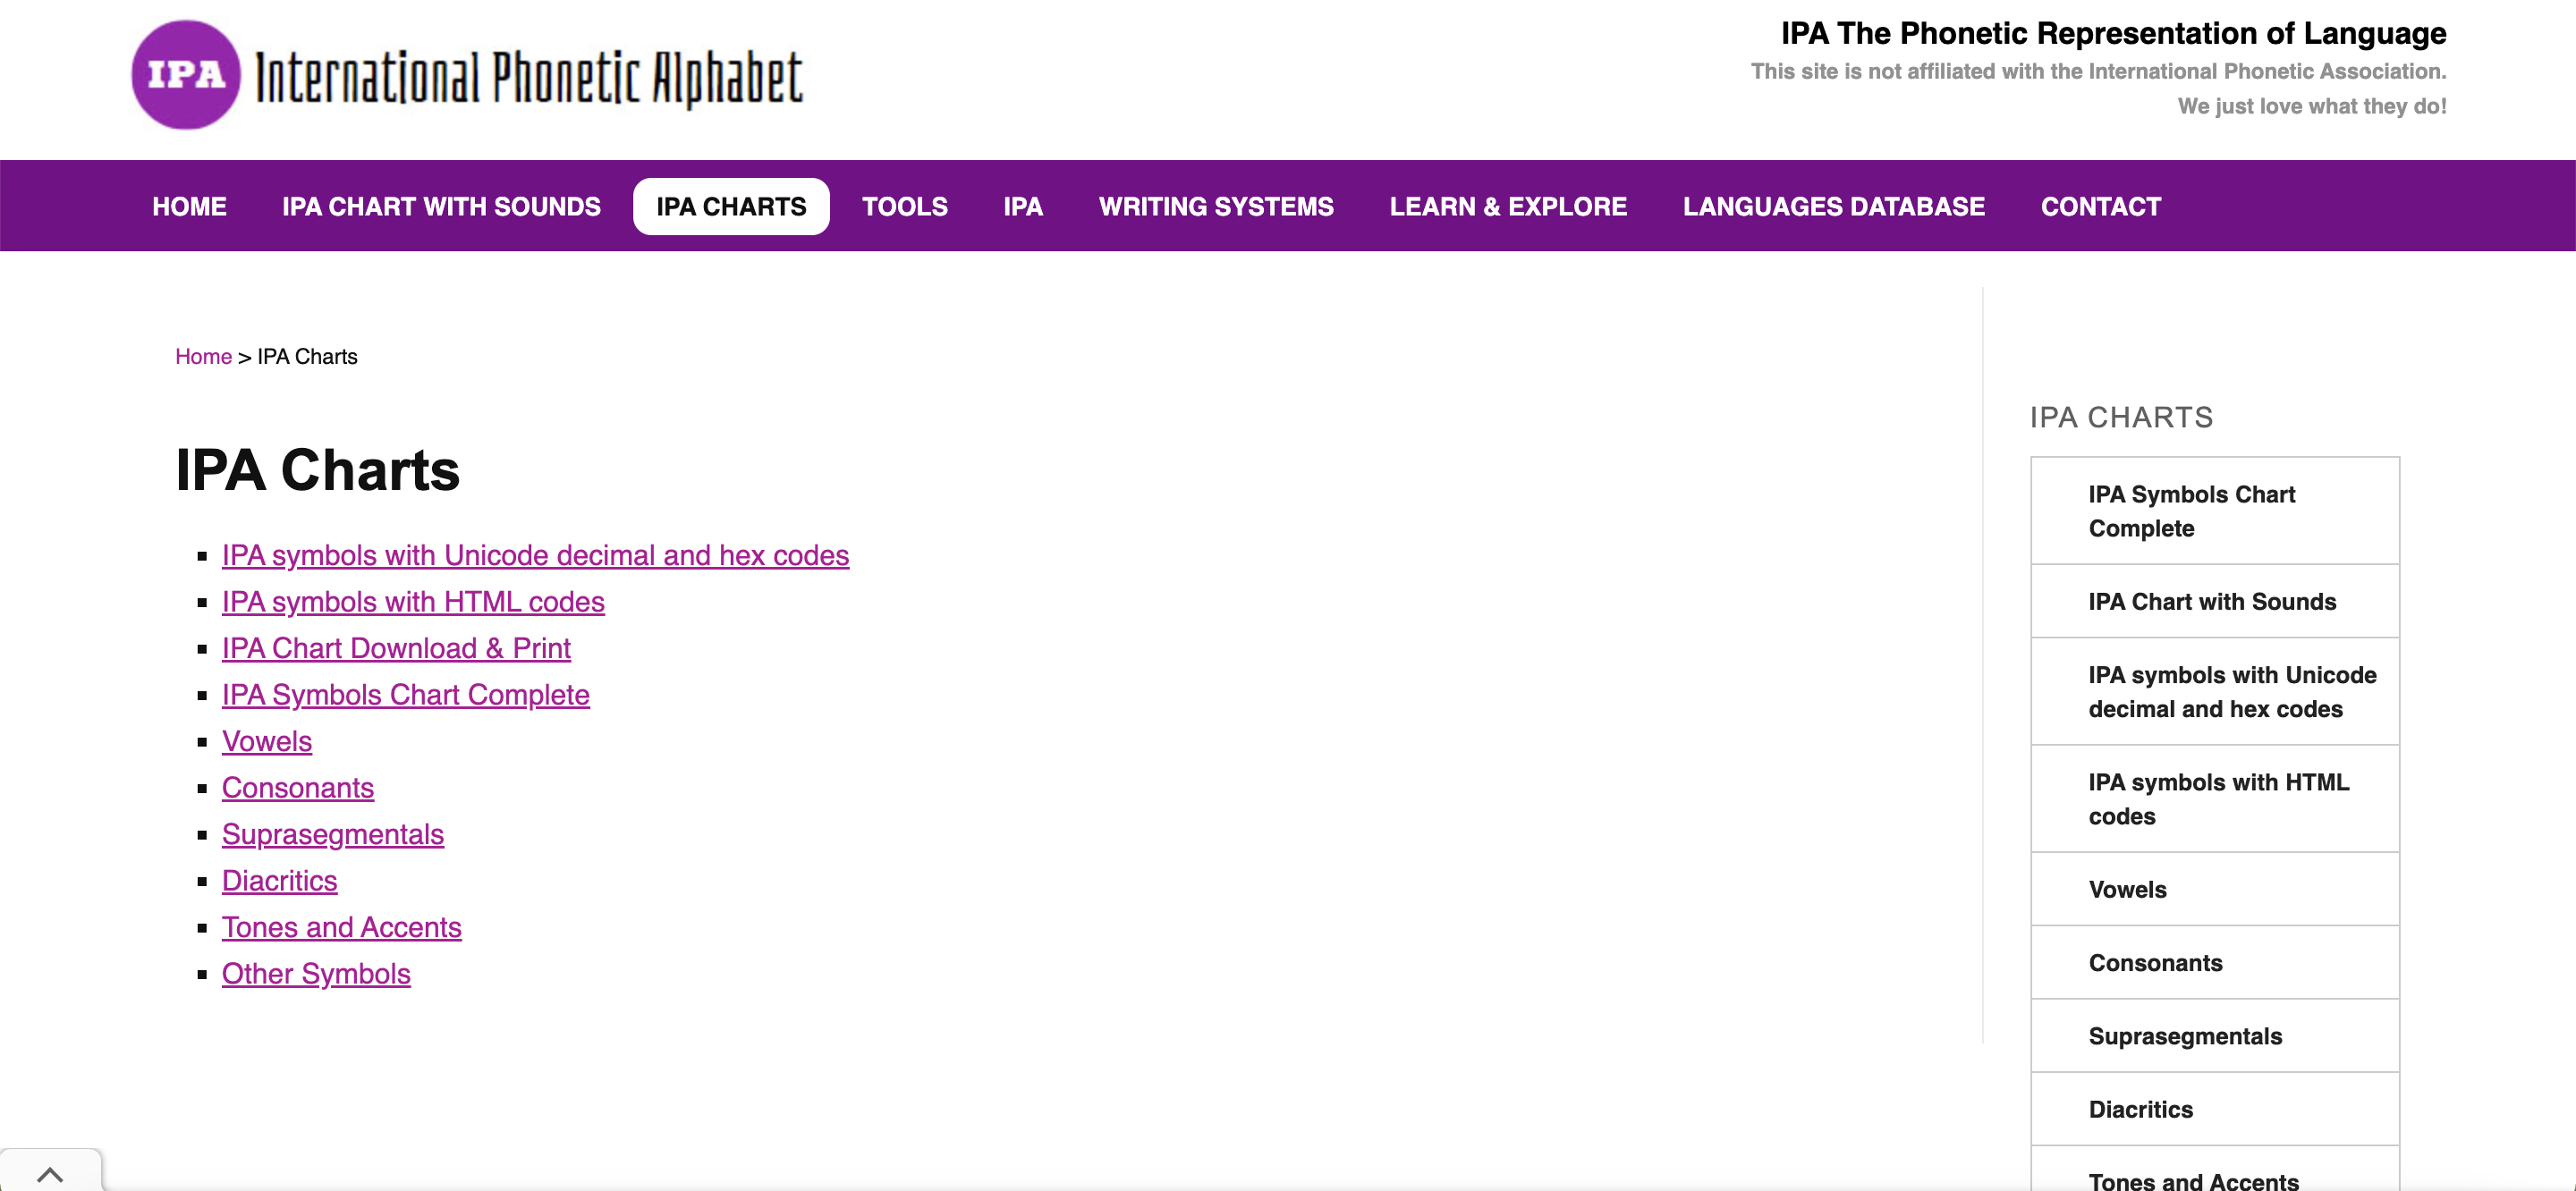 IPA International Phonetic Alphabet
IPA The Phonetic Representation of Language
This site is not affiliated with the International Phonetic Association.
We just love what they do!
HOME IPA CHART WITH SOUNDS IPA CHARTS TOOLS IPA WRITING SYSTEMS LEARN & EXPLORE LANGUAGES DATABASE CONTACT
Home > IPA Charts
IPA Charts
IPA symbols with Unicode decimal and hex codes
IPA symbols with HTML codes
IPA Chart Download & Print
IPA Symbols Chart Complete
Vowels
Consonants
Suprasegmentals
Diacritics
Tones and Accents
Other Symbols
IPA CHARTS
IPA Symbols Chart
Complete
IPA Chart with Sounds
IPA symbols with Unicode
decimal and hex codes
IPA symbols with HTML
codes
Vowels
Consonants
Suprasegmentals
Diacritics
Tones and Accents